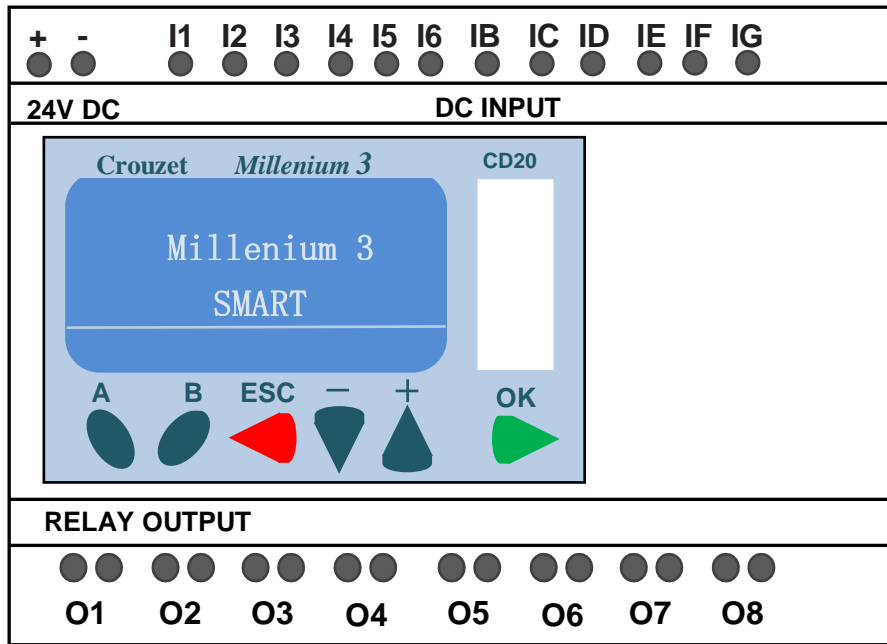 + - I1 I2 I3 I4 I5 I6 IB IC ID IE IF IG
24V DC DC INPUT
Crouzet Millenium 3 CD20
Millenium 3
SMART
A B ESC － ＋ OK
RELAY OUTPUT
O1 O2 O3 O4 O5 O6 O7 O8